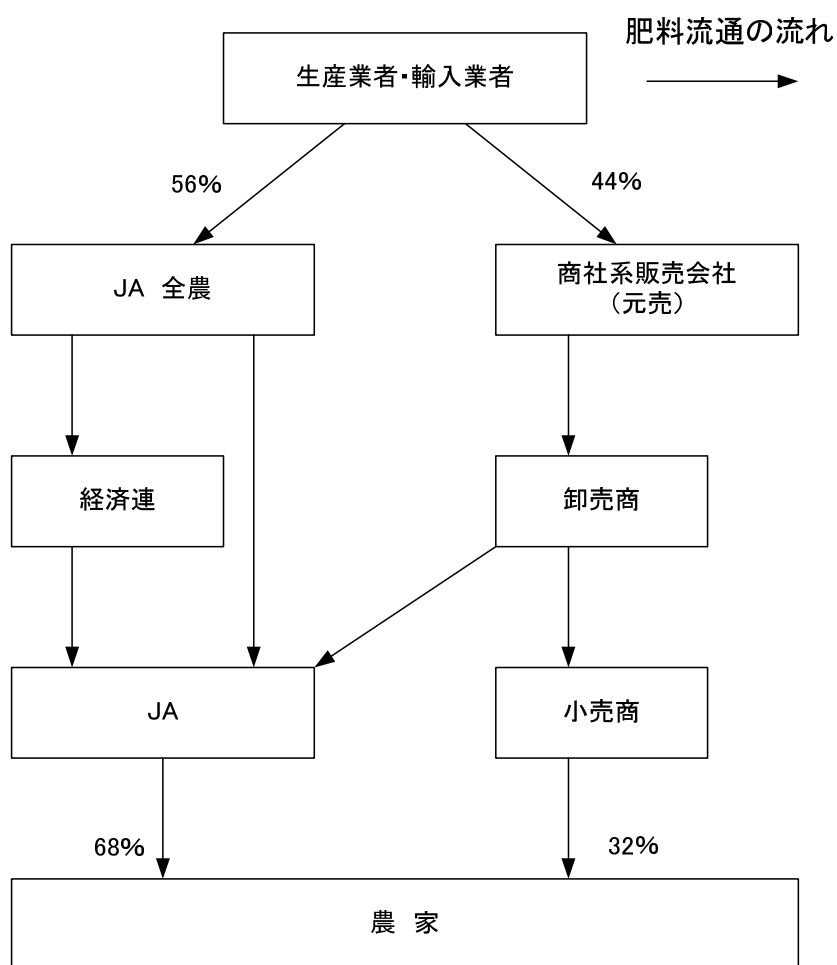 肥料流通の流れ
生産業者・輸入業者
56%
44%
JA 全農
商社系販売会社
(元売)
経済連
卸売商
JA
小売商
68%
32%
農 家